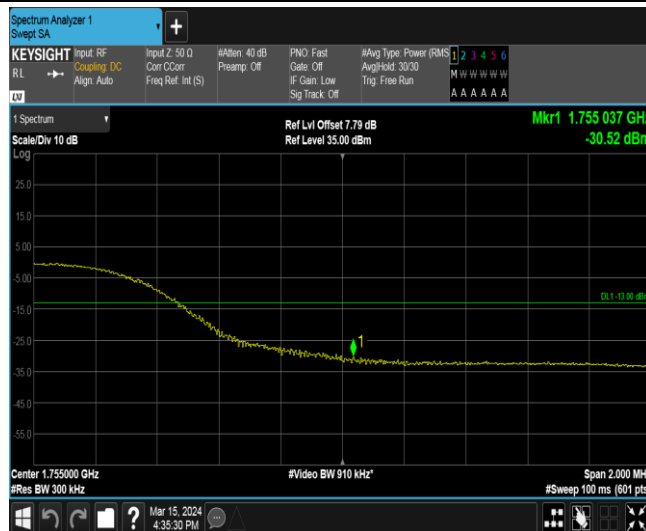 Spectrum Analyzer 1
Swept SA
+
KEYSIGHT
RL
Input: RF
Coupling: DC
Align: Auto
Input Z: 50 Ω
Corr CCorr
Freq Ref: Int (S)
#Atten: 40 dB
Preamp: Off
PNO: Fast
Gate: Off
IF Gain: Low
Sig Track: Off
#Avg Type: Power (RMS
Avg|Hold: 30/30
Trig: Free Run
1 2 3 4 5 6
M W W W W W
A A A A A A
1 Spectrum
Scale/Div 10 dB
Ref Lvl Offset 7.79 dB
Ref Level 35.00 dBm
Mkr1 1.755 037 GHz
-30.52 dBm
Log
25.0
15.0
5.00
-5.00
-15.0
-25.0
-35.0
-45.0
-55.0
DL1 -13.00 dBm
1
Center 1.755000 GHz
#Res BW 300 kHz
#Video BW 910 kHz*
Span 2.000 MH
#Sweep 100 ms (601 pts
?
Mar 15, 2024
4:35:30 PM